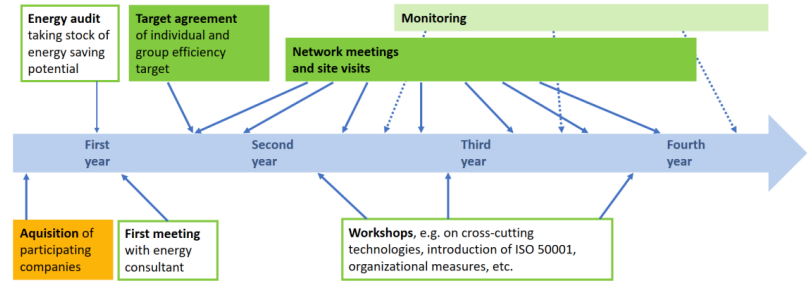 Energy audit
taking stock of
energy saving
potential
Target agreement
of individual and
group efficiency
target
Monitoring
Network meetings
and site visits
First
year
Second
year
Third
year
Fourth
year
Aquisition of
participating
companies
First meeting
with energy
consultant
Workshops, e.g. on cross-cutting
technologies, introduction of ISO 50001,
organizational measures, etc.